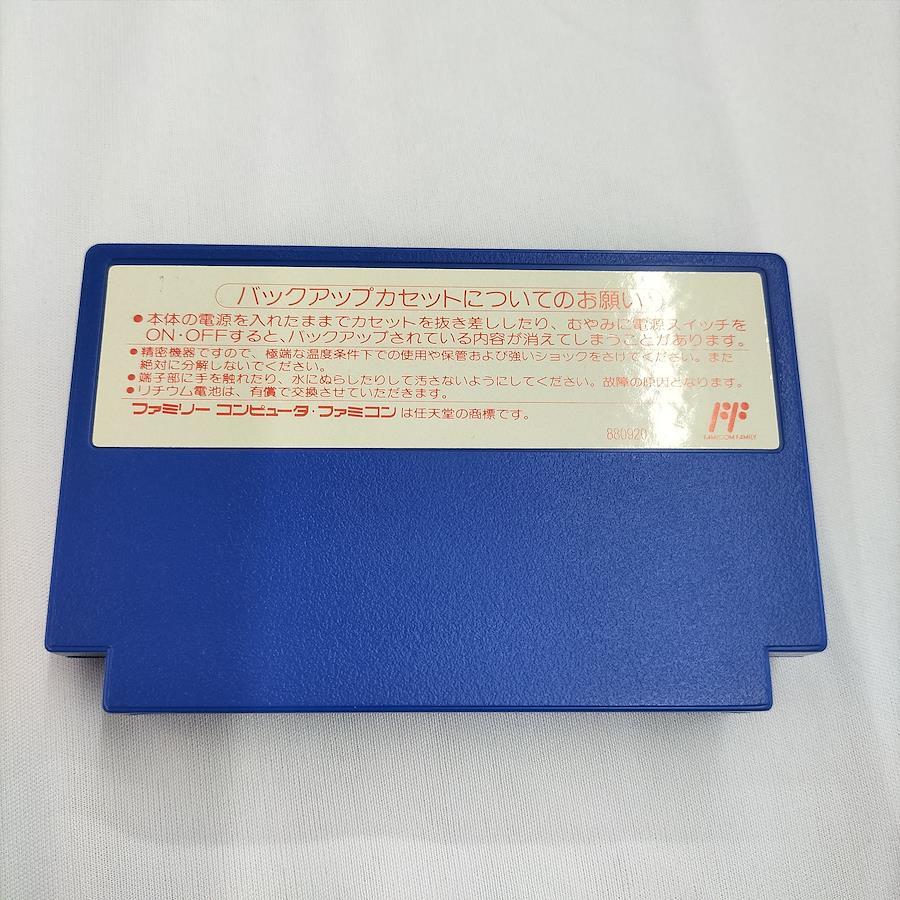 バックアップカセットについてのお願い
●本体の電源を入れたままでカセットを抜き差ししたり、むやみに電源スイッチを
ON・OFFすると、バックアップされている内容が消えてしまうことがあります。
●精密機器ですので、極端な温度条件下での使用や保管および強いショックをさけてください。また
絶対に分解しないでください。
●端子部に手を触れたり、水にぬらしたりして汚さないようにしてください。故障の原因となります。
●リチウム電池は、有償で交換させていただきます。
ファミリー コンピュータ・ファミコンは任天堂の商標です。
880920
FAMICOM FAMILY